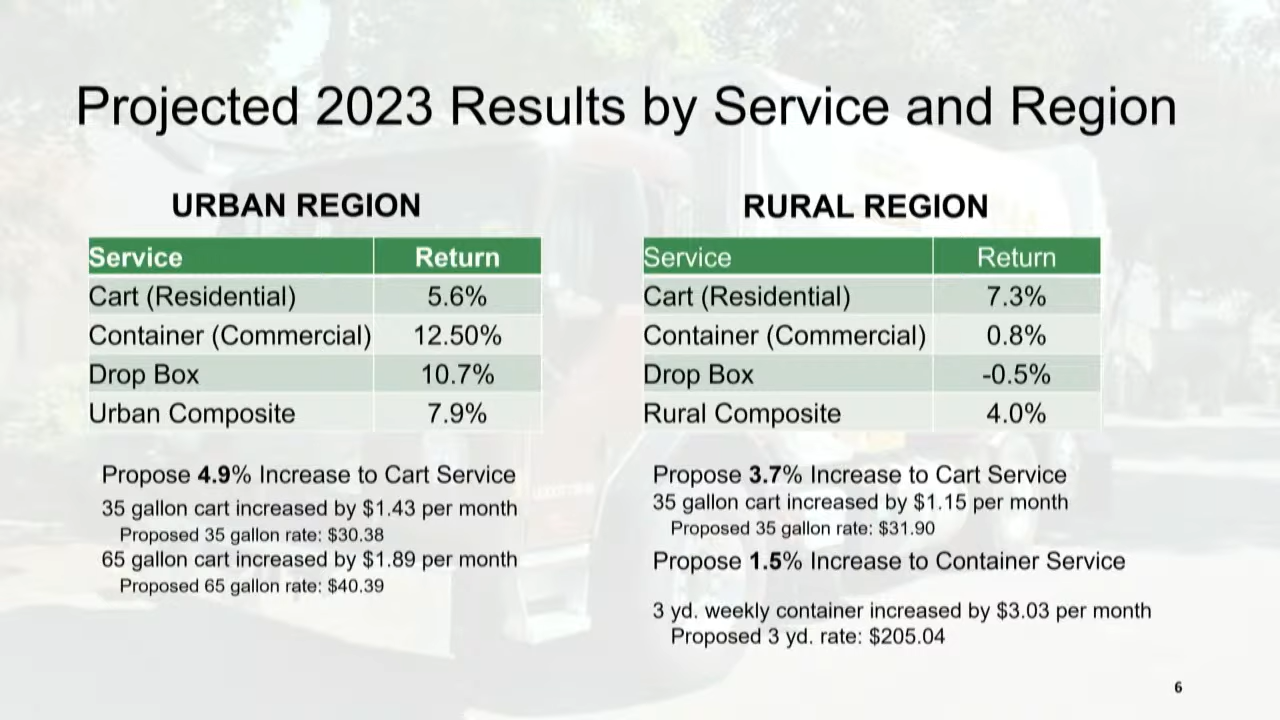 Projected 2023 Results by Service and Region
URBAN REGION
Service Return
Cart (Residential) 5.6%
Container (Commercial) 12.50%
Drop Box 10.7%
Urban Composite 7.9%
Propose 4.9% Increase to Cart Service
35 gallon cart increased by $1.43 per month
Proposed 35 gallon rate: $30.38
65 gallon cart increased by $1.89 per month
Proposed 65 gallon rate: $40.39
RURAL REGION
Service Return
Cart (Residential) 7.3%
Container (Commercial) 0.8%
Drop Box -0.5%
Rural Composite 4.0%
Propose 3.7% Increase to Cart Service
35 gallon cart increased by $1.15 per month
Proposed 35 gallon rate: $31.90
Propose 1.5% Increase to Container Service
3 yd. weekly container increased by $3.03 per month
Proposed 3 yd. rate: $205.04
6